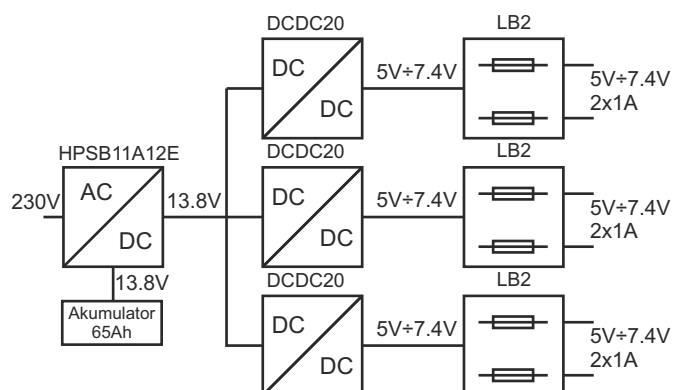 DCDC20
LB2
DC
DC
5V÷7.4V
5V÷7.4V
2x1A
HPSB11A12E
DCDC20
LB2
230V
AC
DC
13.8V
DC
DC
5V÷7.4V
5V÷7.4V
2x1A
13.8V
Akumulator
65Ah
DCDC20
LB2
DC
DC
5V÷7.4V
5V÷7.4V
2x1A